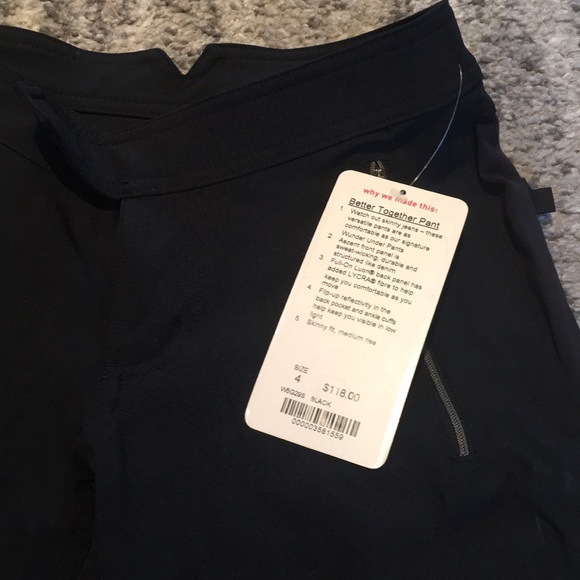 why we made this:
Better Together Pant
1. Watch out skinny jeans – these
versatile pants are as
comfortable as our signature
Wunder Under Pants
2. Ascent front panel is
sweat-wicking, durable and
structured like denim
3. Full-On Luon® back panel has
added LYCRA® fibre to help
keep you comfortable as you
move
4. Flip-up reflectivity in the
back pocket and ankle cuffs
help keep you visible in low
light
5. Skinny fit, medium rise
SIZE
4
$118.00
W5G29S BLACK
000003581559